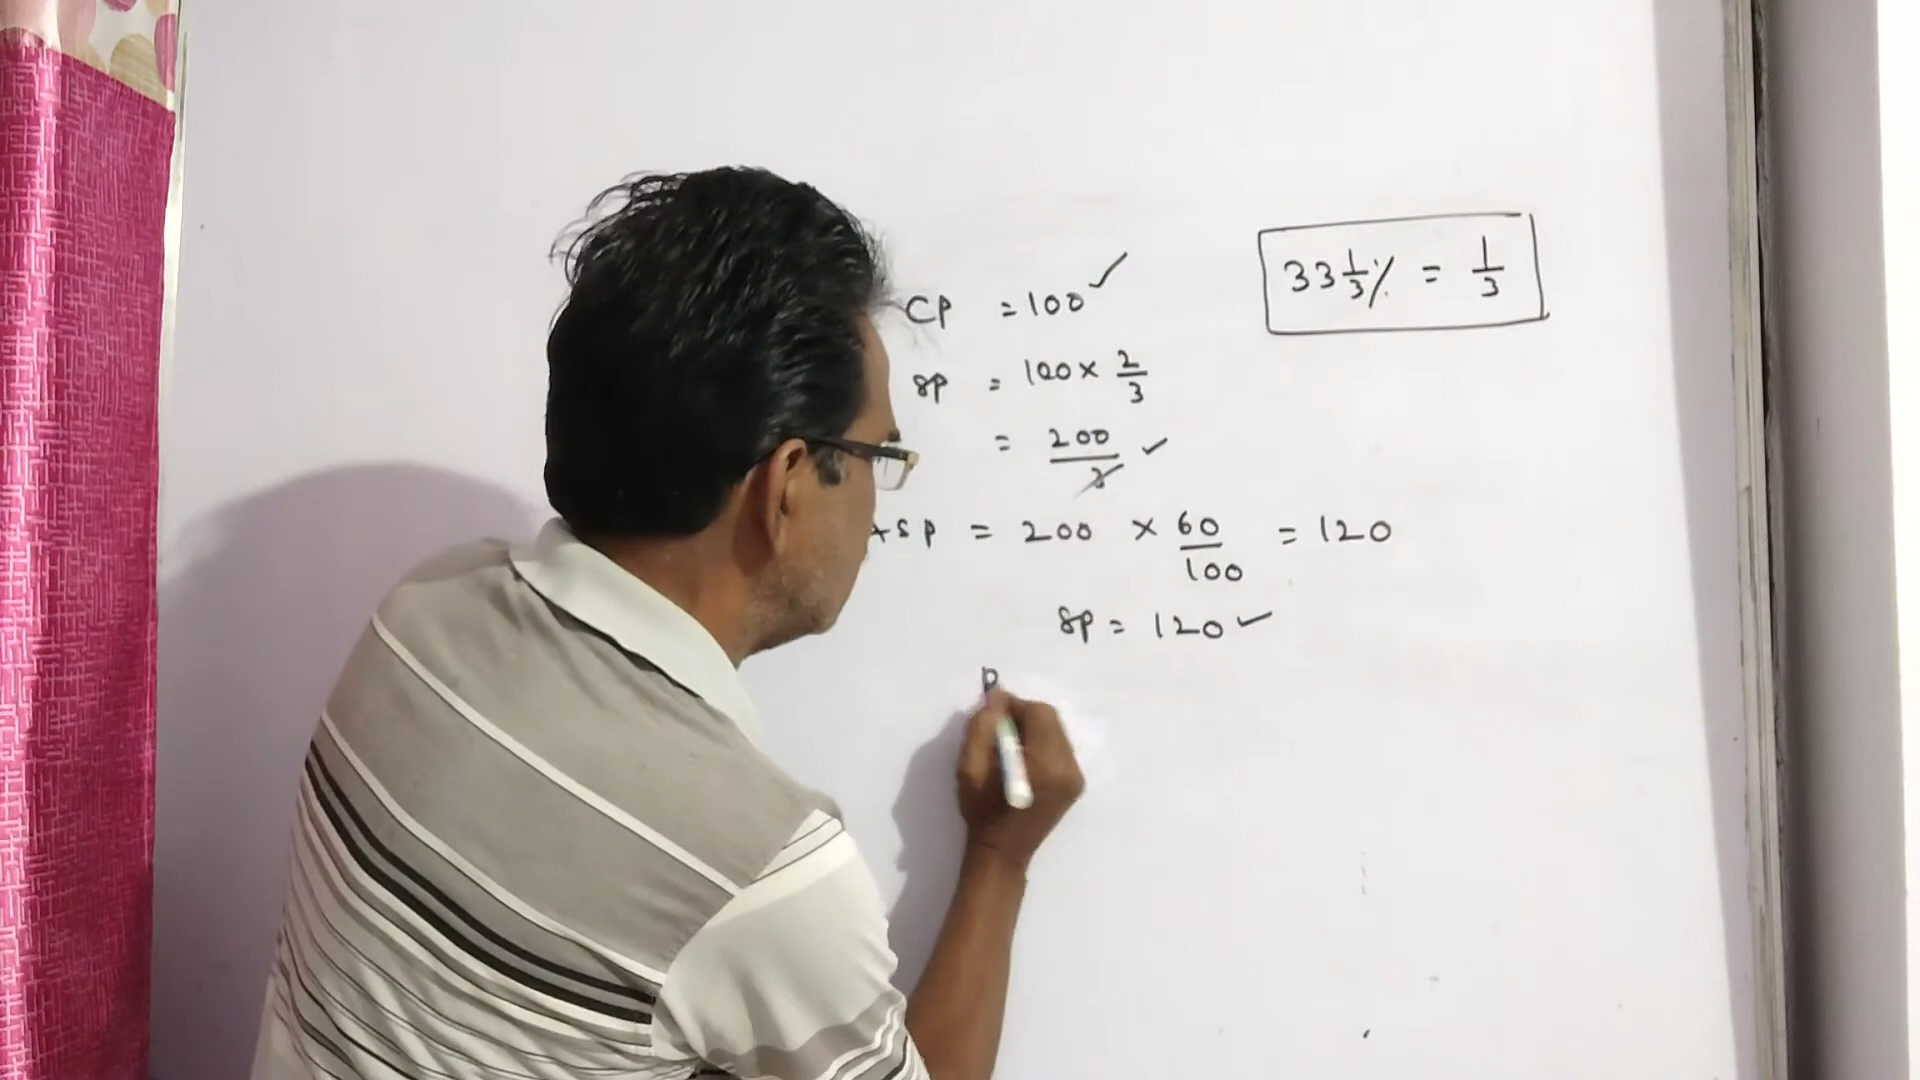 CP = 100 ✓
33 1/3 % = 1/3
SP = 100 × 2/3
= 200/3 ✓
SP = 200 × 60/100 = 120
SP = 120 ✓
P